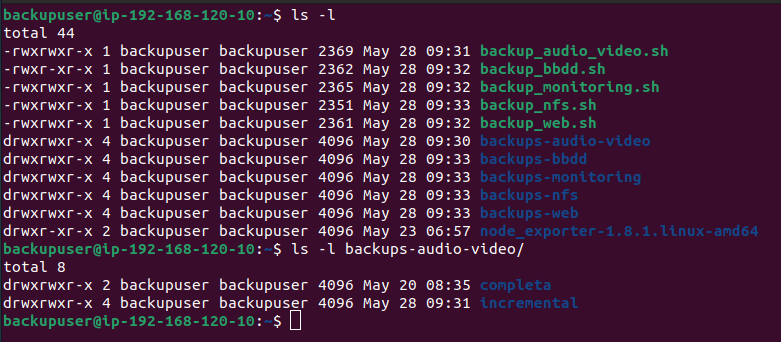 backupuser@ip-192-168-120-10:~$ ls -l
total 44
-rwxrwxr-x 1 backupuser backupuser 2369 May 28 09:31 backup_audio_video.sh
-rwxr-xr-x 1 backupuser backupuser 2362 May 28 09:32 backup_bbdd.sh
-rwxrwxr-x 1 backupuser backupuser 2365 May 28 09:32 backup_monitoring.sh
-rwxrwxr-x 1 backupuser backupuser 2351 May 28 09:33 backup_nfs.sh
-rwxrwxr-x 1 backupuser backupuser 2361 May 28 09:32 backup_web.sh
drwxrwxr-x 4 backupuser backupuser 4096 May 28 09:30 backups-audio-video
drwxrwxr-x 4 backupuser backupuser 4096 May 28 09:33 backups-bbdd
drwxrwxr-x 4 backupuser backupuser 4096 May 28 09:33 backups-monitoring
drwxrwxr-x 4 backupuser backupuser 4096 May 28 09:33 backups-nfs
drwxrwxr-x 4 backupuser backupuser 4096 May 28 09:33 backups-web
drwxr-xr-x 2 backupuser backupuser 4096 May 23 06:57 node_exporter-1.8.1.linux-amd64
backupuser@ip-192-168-120-10:~$ ls -l backups-audio-video/
total 8
drwxrwxr-x 2 backupuser backupuser 4096 May 20 08:35 completa
drwxrwxr-x 4 backupuser backupuser 4096 May 28 09:31 incremental
backupuser@ip-192-168-120-10:~$